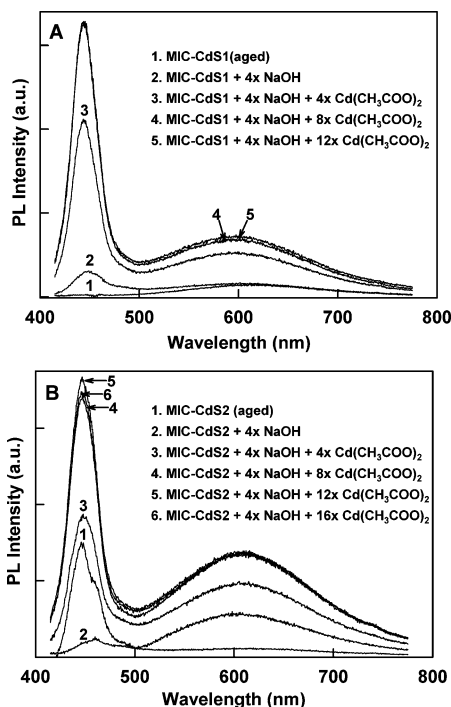 A
1. MIC-CdS1(aged)
2. MIC-CdS1 + 4x NaOH
3. MIC-CdS1 + 4x NaOH + 4x Cd(CH₃COO)₂
4. MIC-CdS1 + 4x NaOH + 8x Cd(CH₃COO)₂
5. MIC-CdS1 + 4x NaOH + 12x Cd(CH₃COO)₂
3
4 5
2
1
PL Intensity (a.u.)
400 500 600 700 800
Wavelength (nm)
B
5
6
4
1. MIC-CdS2 (aged)
2. MIC-CdS2 + 4x NaOH
3. MIC-CdS2 + 4x NaOH + 4x Cd(CH₃COO)₂
4. MIC-CdS2 + 4x NaOH + 8x Cd(CH₃COO)₂
5. MIC-CdS2 + 4x NaOH + 12x Cd(CH₃COO)₂
6. MIC-CdS2 + 4x NaOH + 16x Cd(CH₃COO)₂
3
1
2
PL Intensity (a.u.)
400 500 600 700 800
Wavelength (nm)